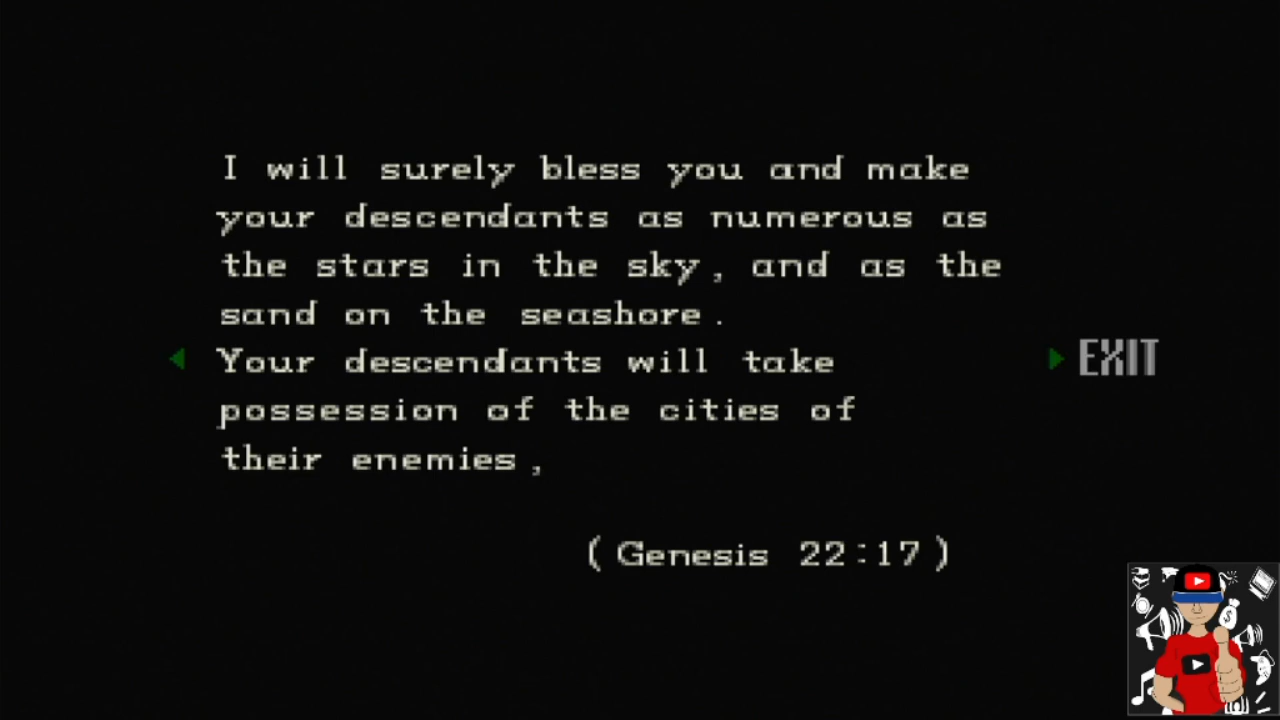 I will surely bless you and make
your descendants as numerous as
the stars in the sky, and as the
sand on the seashore.
Your descendants will take
possession of the cities of
their enemies,
EXIT
(Genesis 22:17)